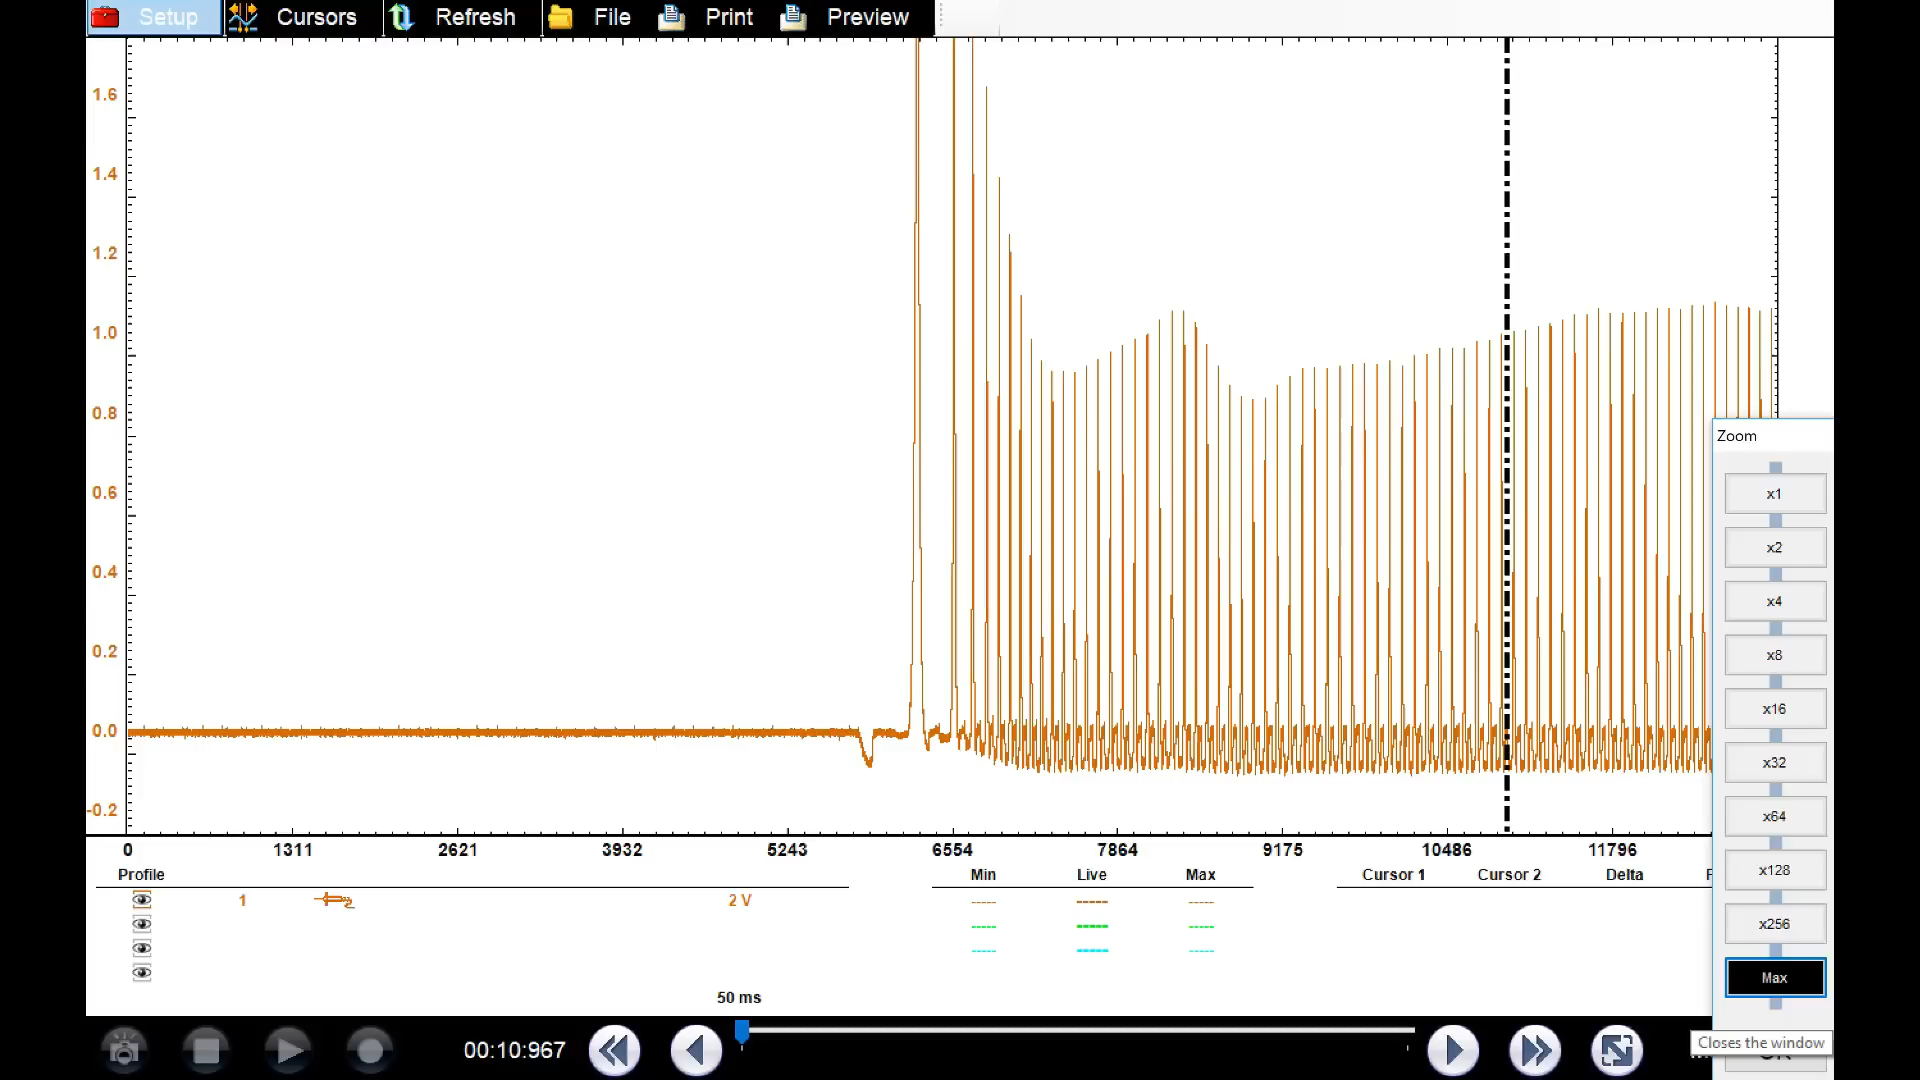 Setup Cursors Refresh File Print Preview
1.6
1.4
1.2
1.0
0.8
0.6
0.4
0.2
0.0
-0.2
0 1311 2621 3932 5243 6554 7864 9175 10486 11796
Zoom
x1
x2
x4
x8
x16
x32
x64
x128
x256
Max
Profile Min Live Max Cursor 1 Cursor 2 Delta
1 2 V
50 ms
00:10:967
Closes the window